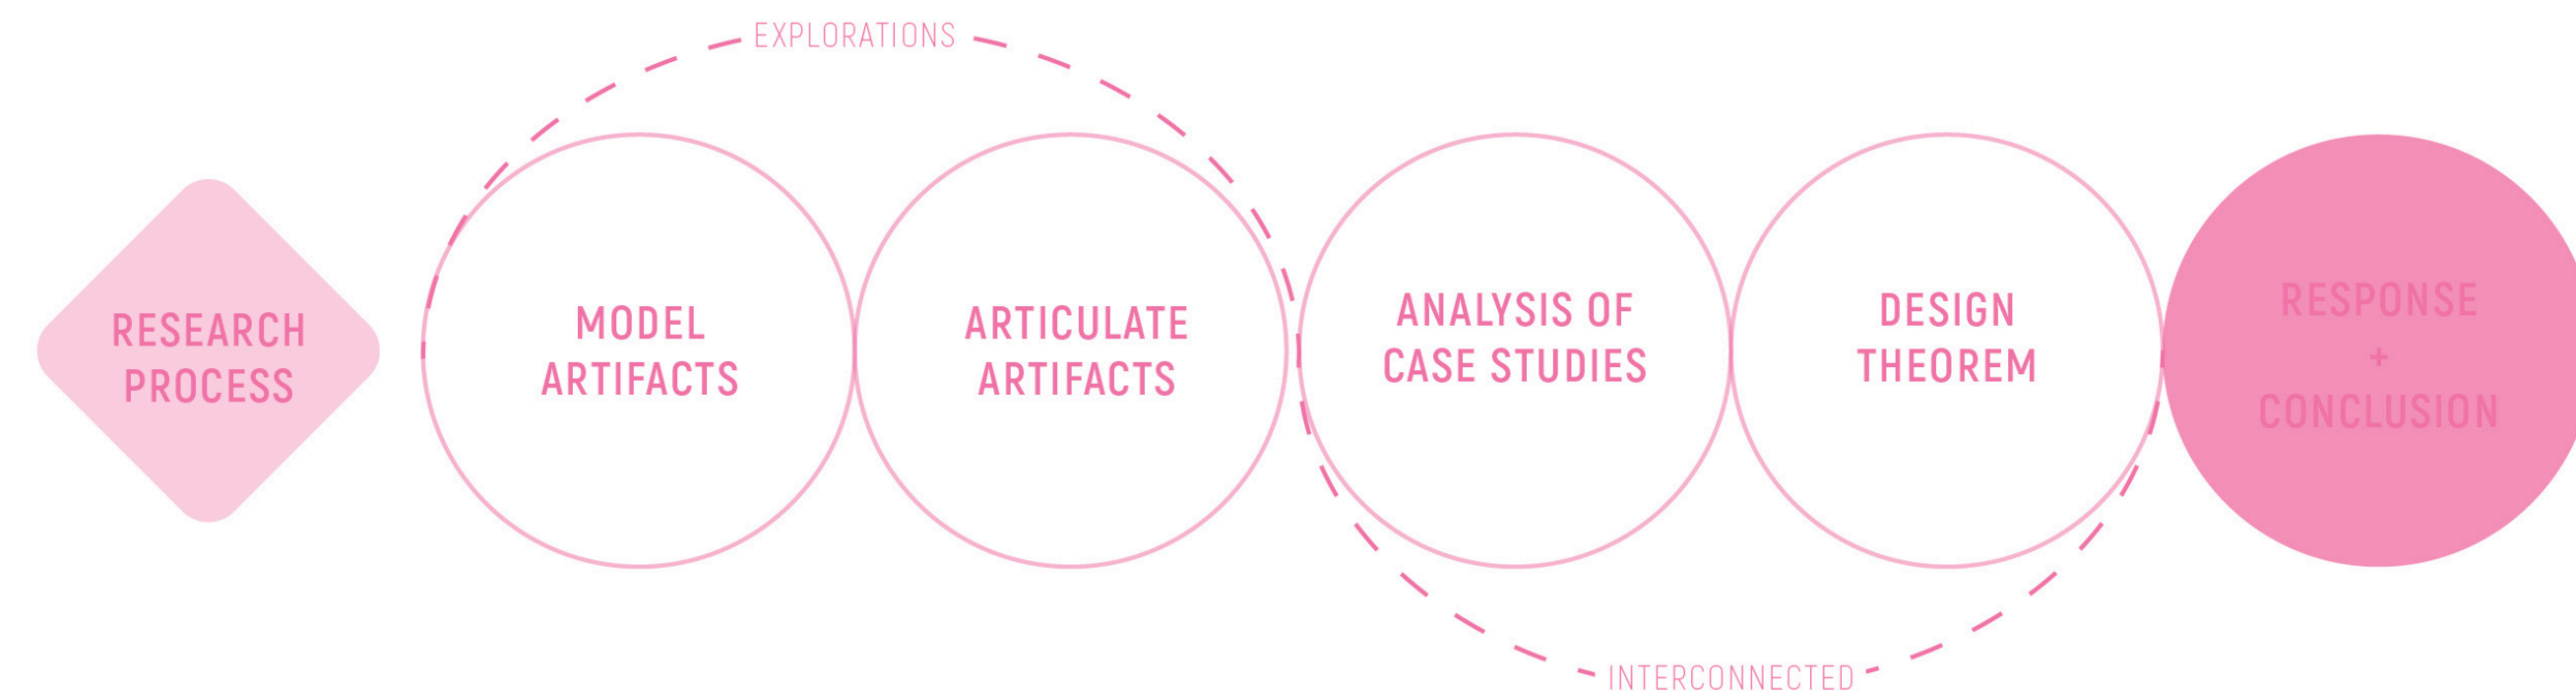 EXPLORATIONS
RESEARCH
PROCESS
MODEL
ARTIFACTS
ARTICULATE
ARTIFACTS
ANALYSIS OF
CASE STUDIES
DESIGN
THEOREM
RESPONSE
+
CONCLUSION
INTERCONNECTED